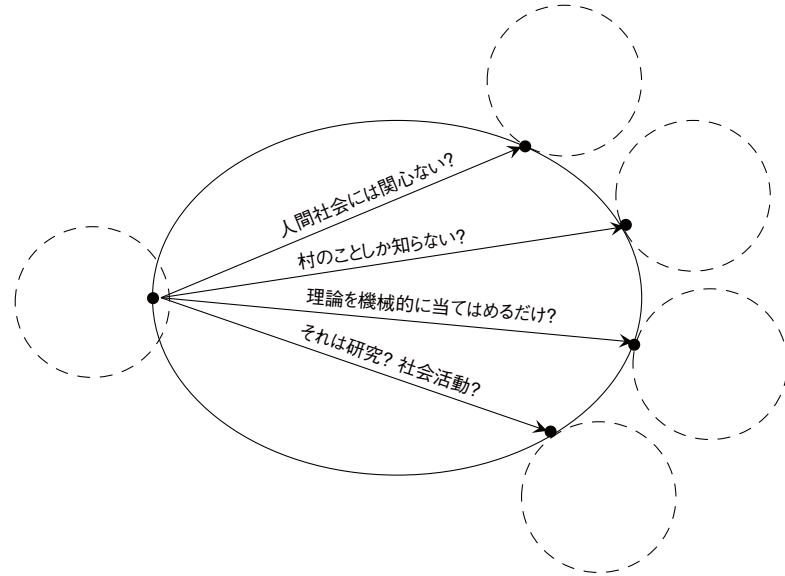 人間社会には関心ない?
村のことしか知らない?
理論を機械的に当てはめるだけ?
それは研究? 社会活動?